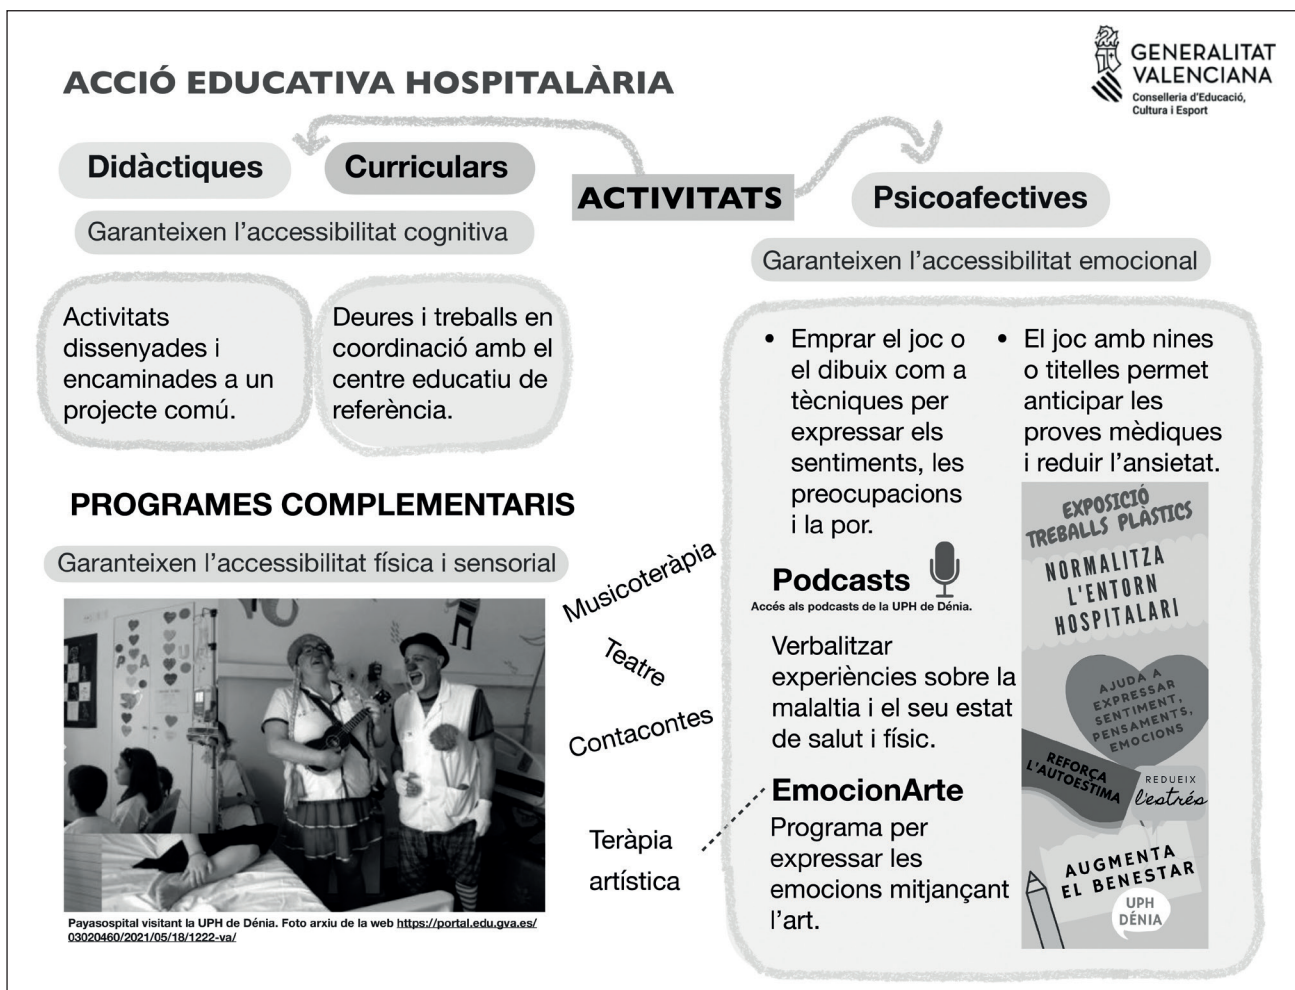 ACCIÓ EDUCATIVA HOSPITALÀRIA
GENERALITAT
VALENCIANA
Conselleria d'Educació,
Cultura i Esport
Didàctiques
Curriculars
ACTIVITATS
Psicoafectives
Garanteixen l'accessibilitat cognitiva
Garanteixen l'accessibilitat emocional
Activitats
dissenyades i
encaminades a un
projecte comú.
Deures i treballs en
coordinació amb el
centre educatiu de
referència.
• Emprar el joc o
el dibuix com a
tècniques per
expressar els
sentiments, les
preocupacions
i la por.
• El joc amb nines
o titelles permet
anticipar les
proves mèdiques
i reduir l'ansietat.
PROGRAMES COMPLEMENTARIS
Garanteixen l'accessibilitat física i sensorial
Musicoteràpia
Teatre
Contacontes
Teràpia
artística
Podcasts
Accés als podcasts de la UPH de Dénia.
Verbalitzar
experiències sobre la
malaltia i el seu estat
de salut i físic.
EmocionArte
Programa per
expressar les
emocions mitjançant
l'art.
EXPOSICIÓ
TREBALLS PLÀSTICS
NORMALITZA
L'ENTORN
HOSPITALARI
AJUDA A
EXPRESSAR
SENTIMENT,
PENSAMENTS,
EMOCIONS
REFORÇA
L'AUTOESTIMA
REDUEIX
l'estrés
AUGMENTA
EL BENESTAR
UPH
DÉNIA
Payasospital visitant la UPH de Dénia. Foto arxiu de la web https://portal.edu.gva.es/
03020460/2021/05/18/1222-va/